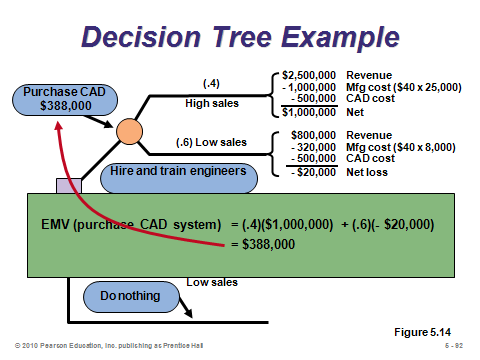 Decision Tree Example
Purchase CAD
$388,000
(.4)
High sales
$2,500,000 Revenue
- 1,000,000 Mfg cost ($40 x 25,000)
- 500,000 CAD cost
$1,000,000 Net
(.6) Low sales
$800,000 Revenue
- 320,000 Mfg cost ($40 x 8,000)
- 500,000 CAD cost
- $20,000 Net loss
Hire and train engineers
EMV (purchase CAD system) = (.4)($1,000,000) + (.6)(- $20,000)
= $388,000
Low sales
Do nothing
Figure 5.14
© 2010 Pearson Education, Inc. publishing as Prentice Hall
5 - 92